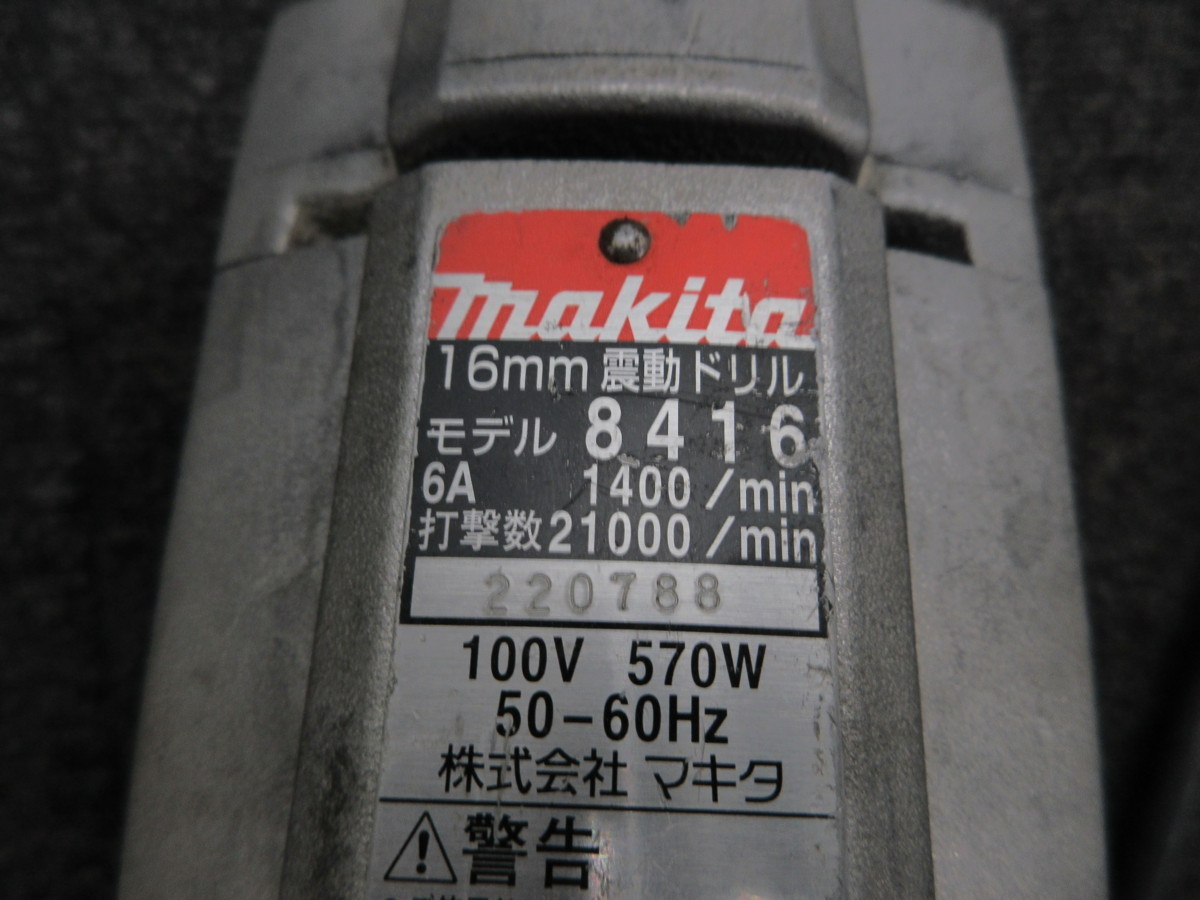 makita
16mm 震動ドリル
モデル 8416
6A 1400/min
打撃数 21000/min
220788
100V 570W
50-60Hz
株式会社 マキタ
警告